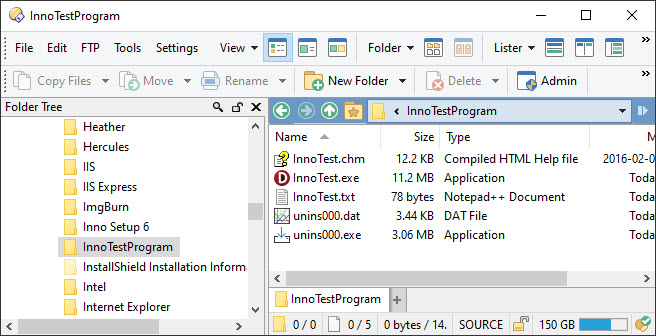 InnoTestProgram
File Edit FTP Tools Settings View Folder Lister »
Copy Files Move Rename New Folder Delete Admin »
Folder Tree
Heather
Hercules
IIS
IIS Express
ImgBurn
Inno Setup 6
InnoTestProgram
InstallShield Installation Informa
Intel
Internet Explorer
InnoTestProgram
Name Size Type M
InnoTest.chm 12.2 KB Compiled HTML Help file 2016-02-0
InnoTest.exe 11.2 MB Application Toda
InnoTest.txt 78 bytes Notepad++ Document Toda
unins000.dat 3.44 KB DAT File Toda
unins000.exe 3.06 MB Application Toda
InnoTestProgram +
0 / 0 0 / 5 0 bytes / 14. SOURCE 150 GB